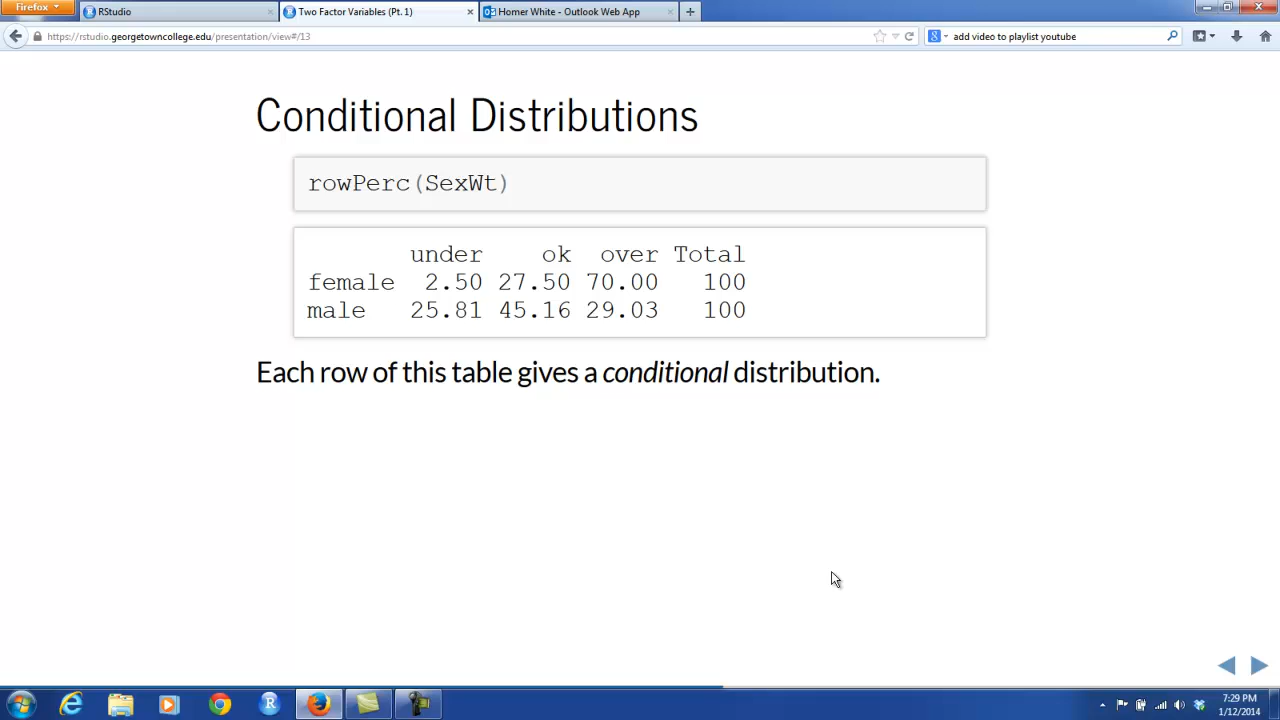 Firefox
RStudio
Two Factor Variables (Pt. 1)
Homer White - Outlook Web App
https://rstudio.georgetowncollege.edu/presentation/view#/13
add video to playlist youtube
Conditional Distributions
rowPerc(SexWt)
under ok over Total
female 2.50 27.50 70.00 100
male 25.81 45.16 29.03 100
Each row of this table gives a conditional distribution.
7:29 PM
1/12/2014